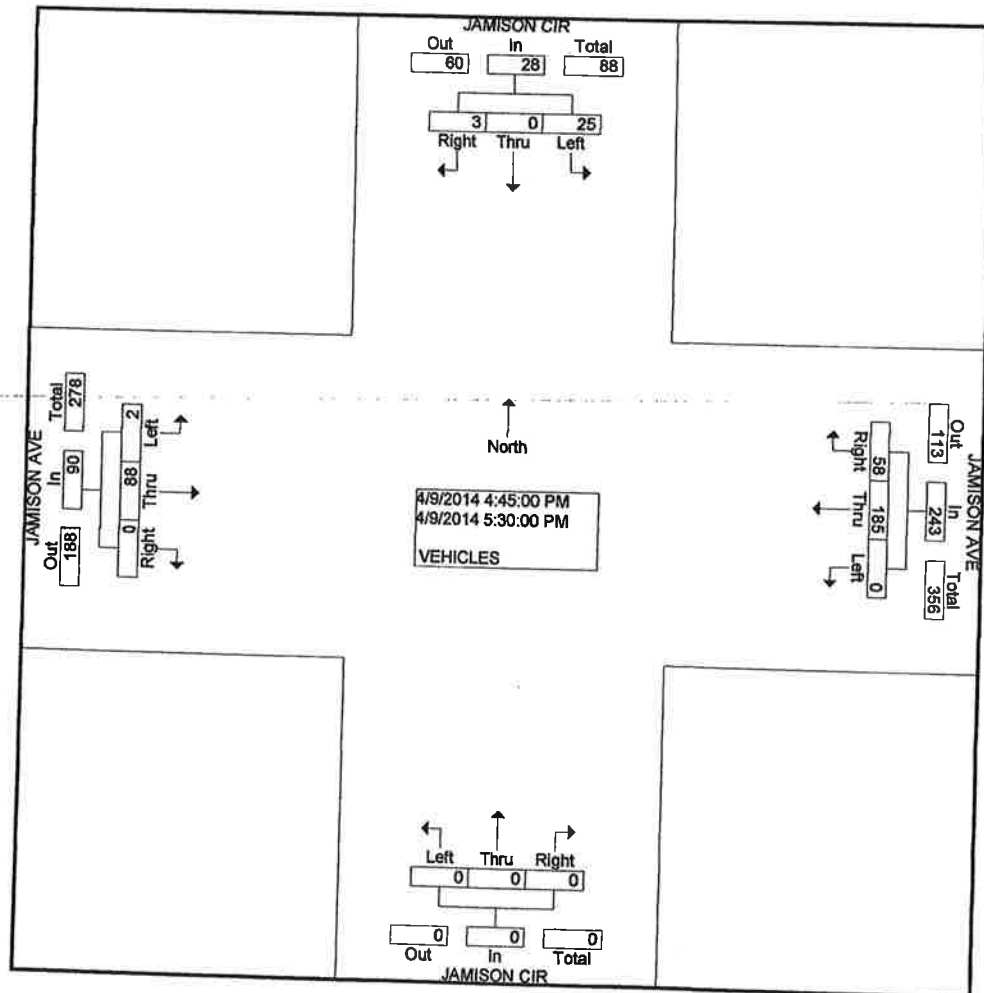 JAMISON CIR
Out In Total
60 28 88
3 0 25
Right Thru Left
JAMISON AVE
Out In Total
188 90 278
Left Thru Right
2 88 0
North
4/9/2014 4:45:00 PM
4/9/2014 5:30:00 PM
VEHICLES
JAMISON AVE
Out In Total
113 243 356
Right Thru Left
58 185 0
Left Thru Right
0 0 0
0 0 0
Out In Total
JAMISON CIR